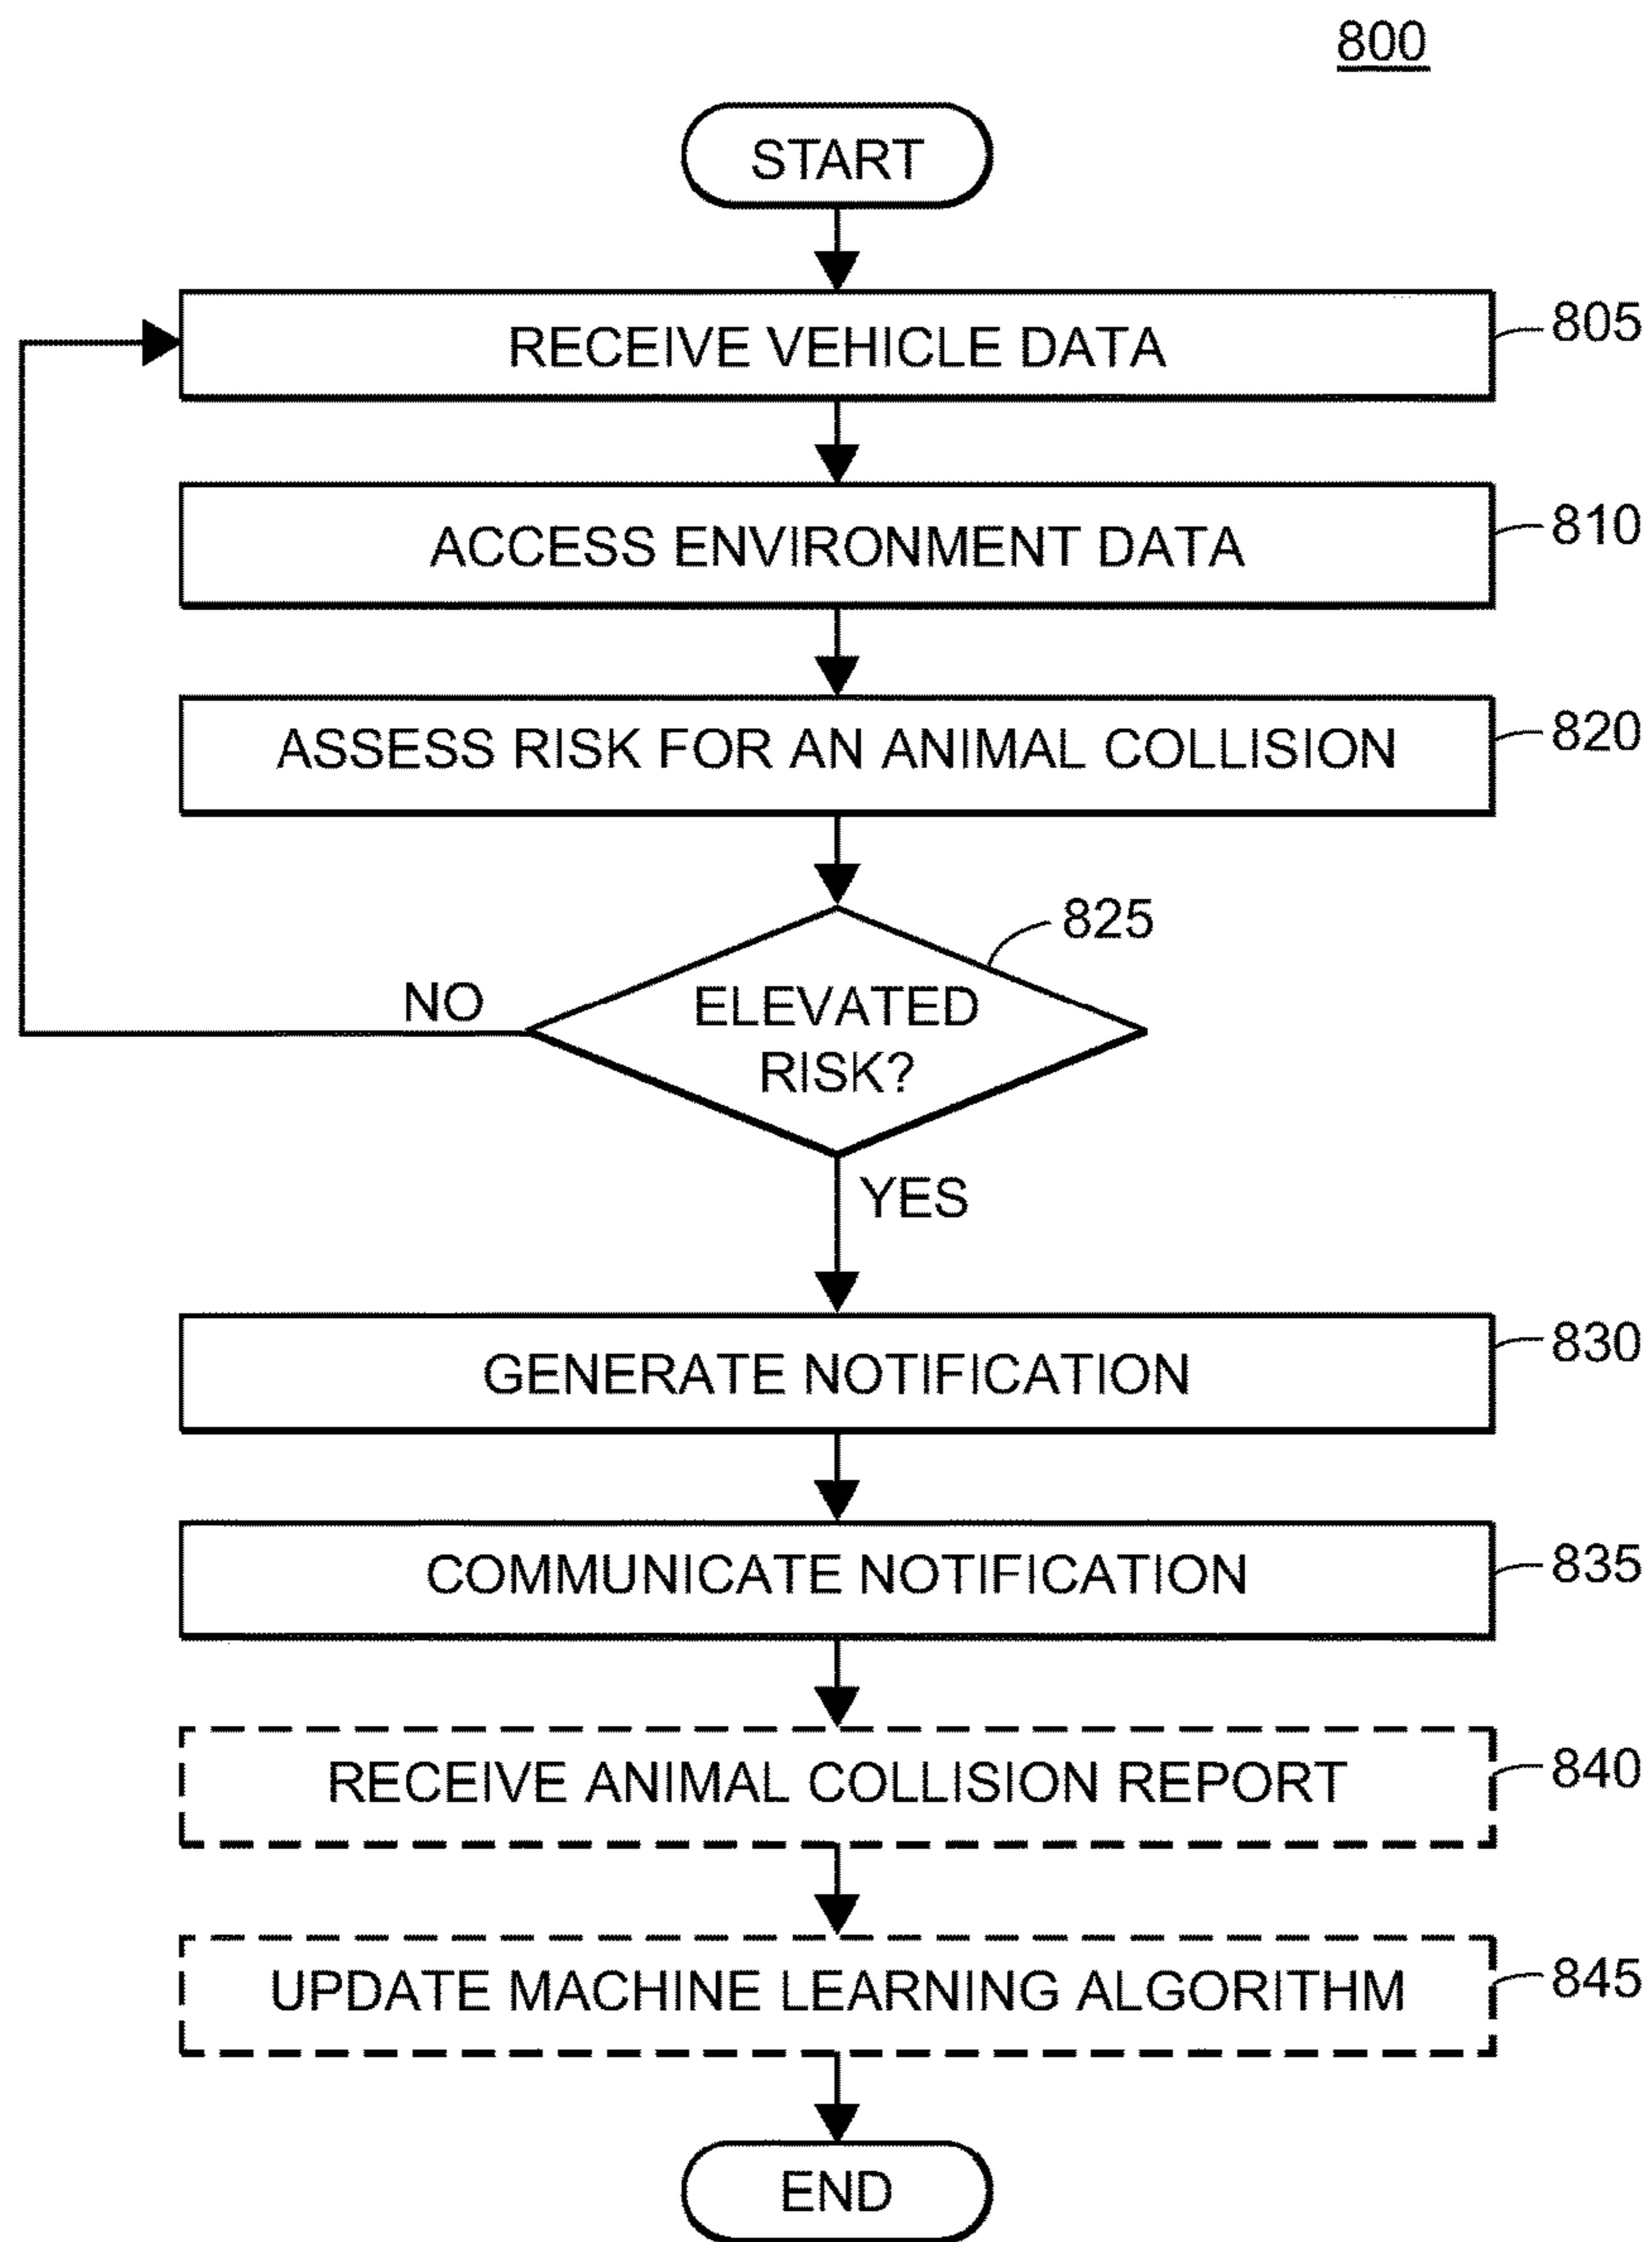 800
START
RECEIVE VEHICLE DATA
805
ACCESS ENVIRONMENT DATA
810
ASSESS RISK FOR AN ANIMAL COLLISION
820
825
ELEVATED
RISK?
NO
YES
GENERATE NOTIFICATION
830
COMMUNICATE NOTIFICATION
835
RECEIVE ANIMAL COLLISION REPORT
840
UPDATE MACHINE LEARNING ALGORITHM
845
END